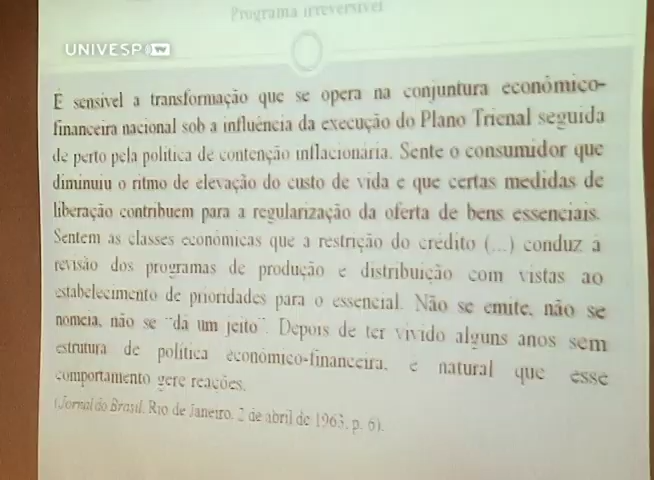 Programa irreversível
UNIVESP TV
É sensível a transformação que se opera na conjuntura econômico-
financeira nacional sob a influência da execução do Plano Trienal seguida
de perto pela política de contenção inflacionária. Sente o consumidor que
diminuiu o ritmo de elevação do custo de vida e que certas medidas de
liberação contribuem para a regularização da oferta de bens essenciais.
Sentem as classes econômicas que a restrição do crédito (...) conduz à
revisão dos programas de produção e distribuição com vistas ao
estabelecimento de prioridades para o essencial. Não se emite, não se
nomeia, não se "dá um jeito". Depois de ter vivido alguns anos sem
estrutura de política econômico-financeira, é natural que esse
comportamento gere reações.
(Jornal do Brasil, Rio de Janeiro, 2 de abril de 1963, p. 6).